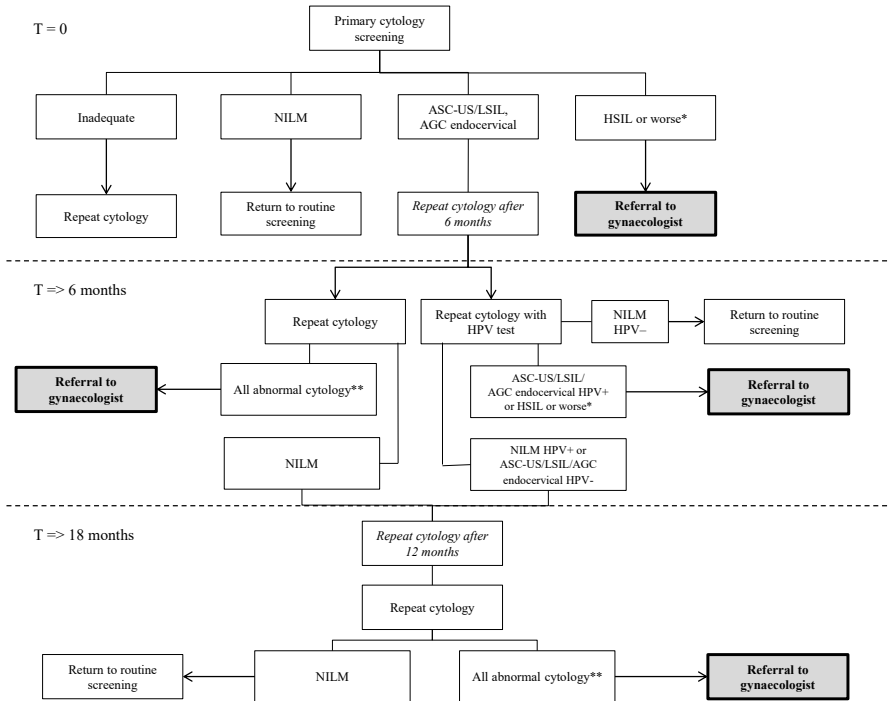 T = 0
Primary cytology
screening
Inadequate
NILM
ASC-US/LSIL,
AGC endocervical
HSIL or worse*
Repeat cytology
Return to routine
screening
Repeat cytology after
6 months
Referral to
gynaecologist
T => 6 months
Repeat cytology
Repeat cytology with
HPV test
NILM
HPV–
Return to routine
screening
Referral to
gynaecologist
All abnormal cytology**
ASC-US/LSIL/
AGC endocervical HPV+
or HSIL or worse*
Referral to
gynaecologist
NILM
NILM HPV+ or
ASC-US/LSIL/AGC
endocervical HPV-
T => 18 months
Repeat cytology after
12 months
Repeat cytology
Return to routine
screening
NILM
All abnormal cytology**
Referral to
gynaecologist